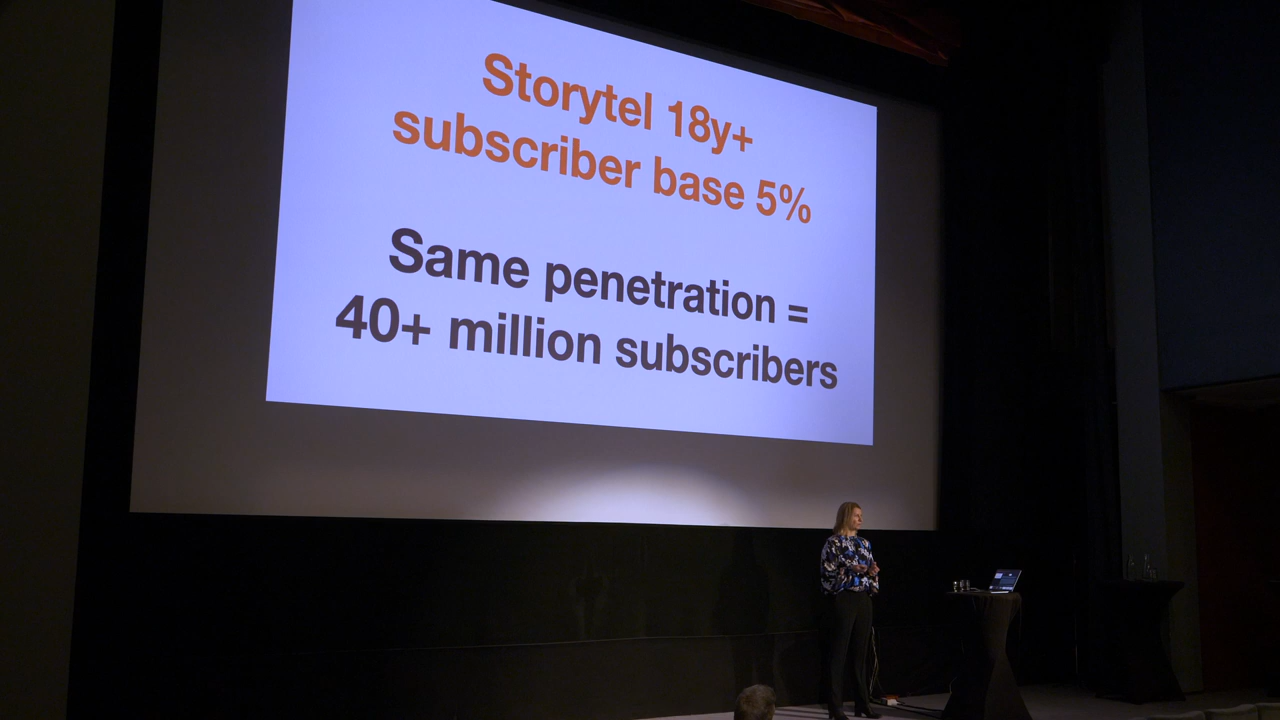 Storytel 18y+
subscriber base 5%
Same penetration =
40+ million subscribers